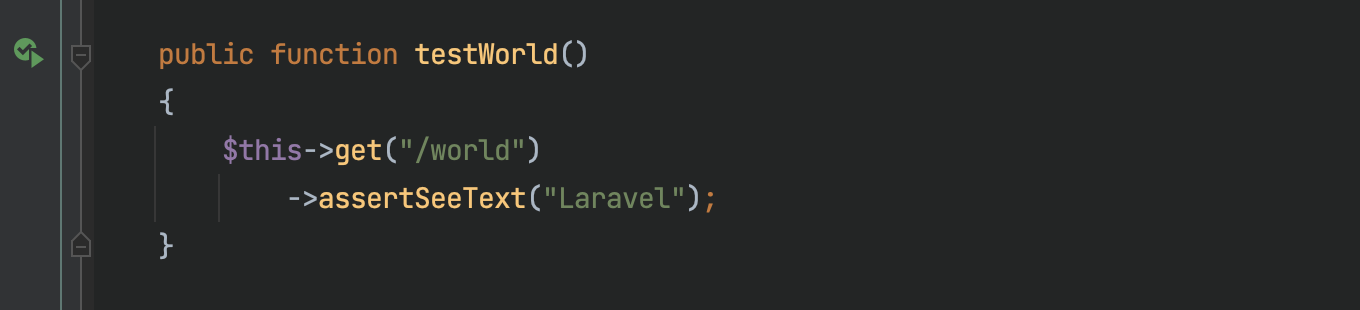 public function testWorld()
{
    $this->get("/world")
        ->assertSeeText("Laravel");
}